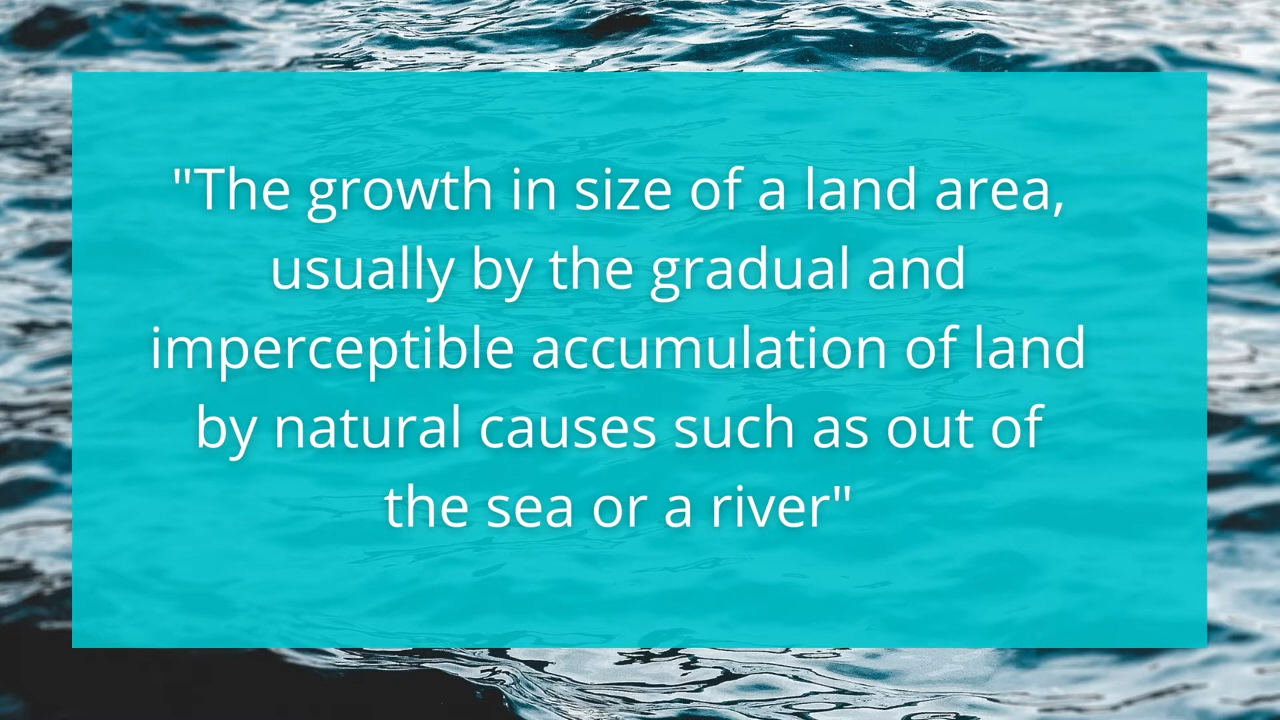 "The growth in size of a land area,
usually by the gradual and
imperceptible accumulation of land
by natural causes such as out of
the sea or a river"